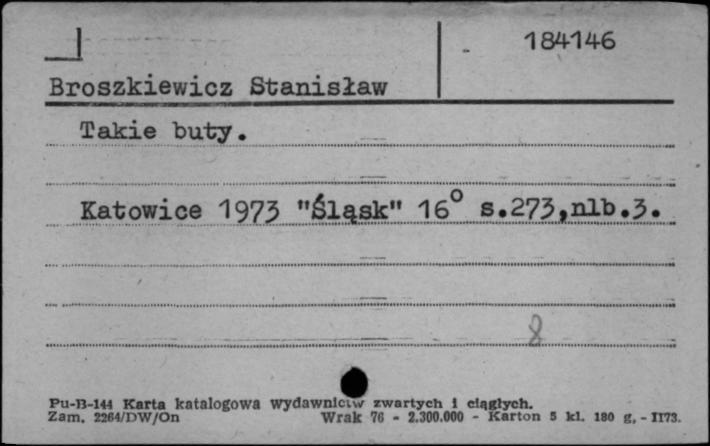 184146
Broszkiewicz Stanisław
Takie buty.
Katowice 1973 "Śląsk" 16° s.273,nlb.3.
8
Pu-B-144 Karta katalogowa wydawnictw zwartych i ciągłych.
Zam. 2264/DW/On Wrak 76 - 2.300.000 - Karton 5 kl. 180 g, - II73.